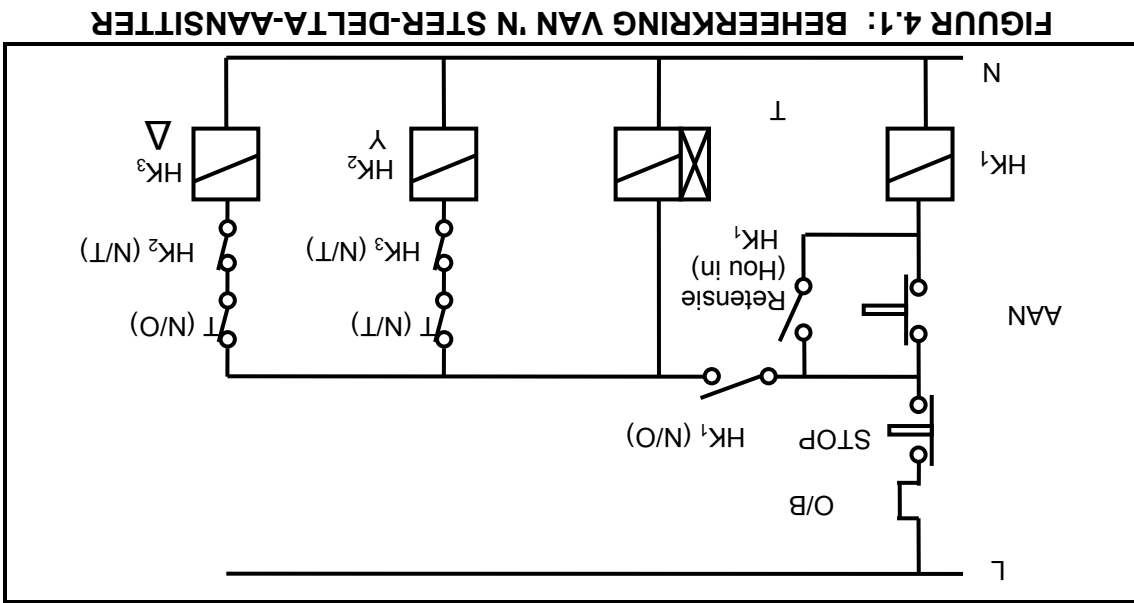 L
O/B
STOP
HK₁ (N/O)
AAN
Retensie
(Hou in)
HK₁
T (N/T)
T (N/O)
HK₃ (N/T)
HK₂ (N/T)
HK₁
T
HK₂
Y
HK₃
Δ
N
FIGUUR 4.1: BEHEERKRING VAN 'N STER-DELTA-AANSITTER